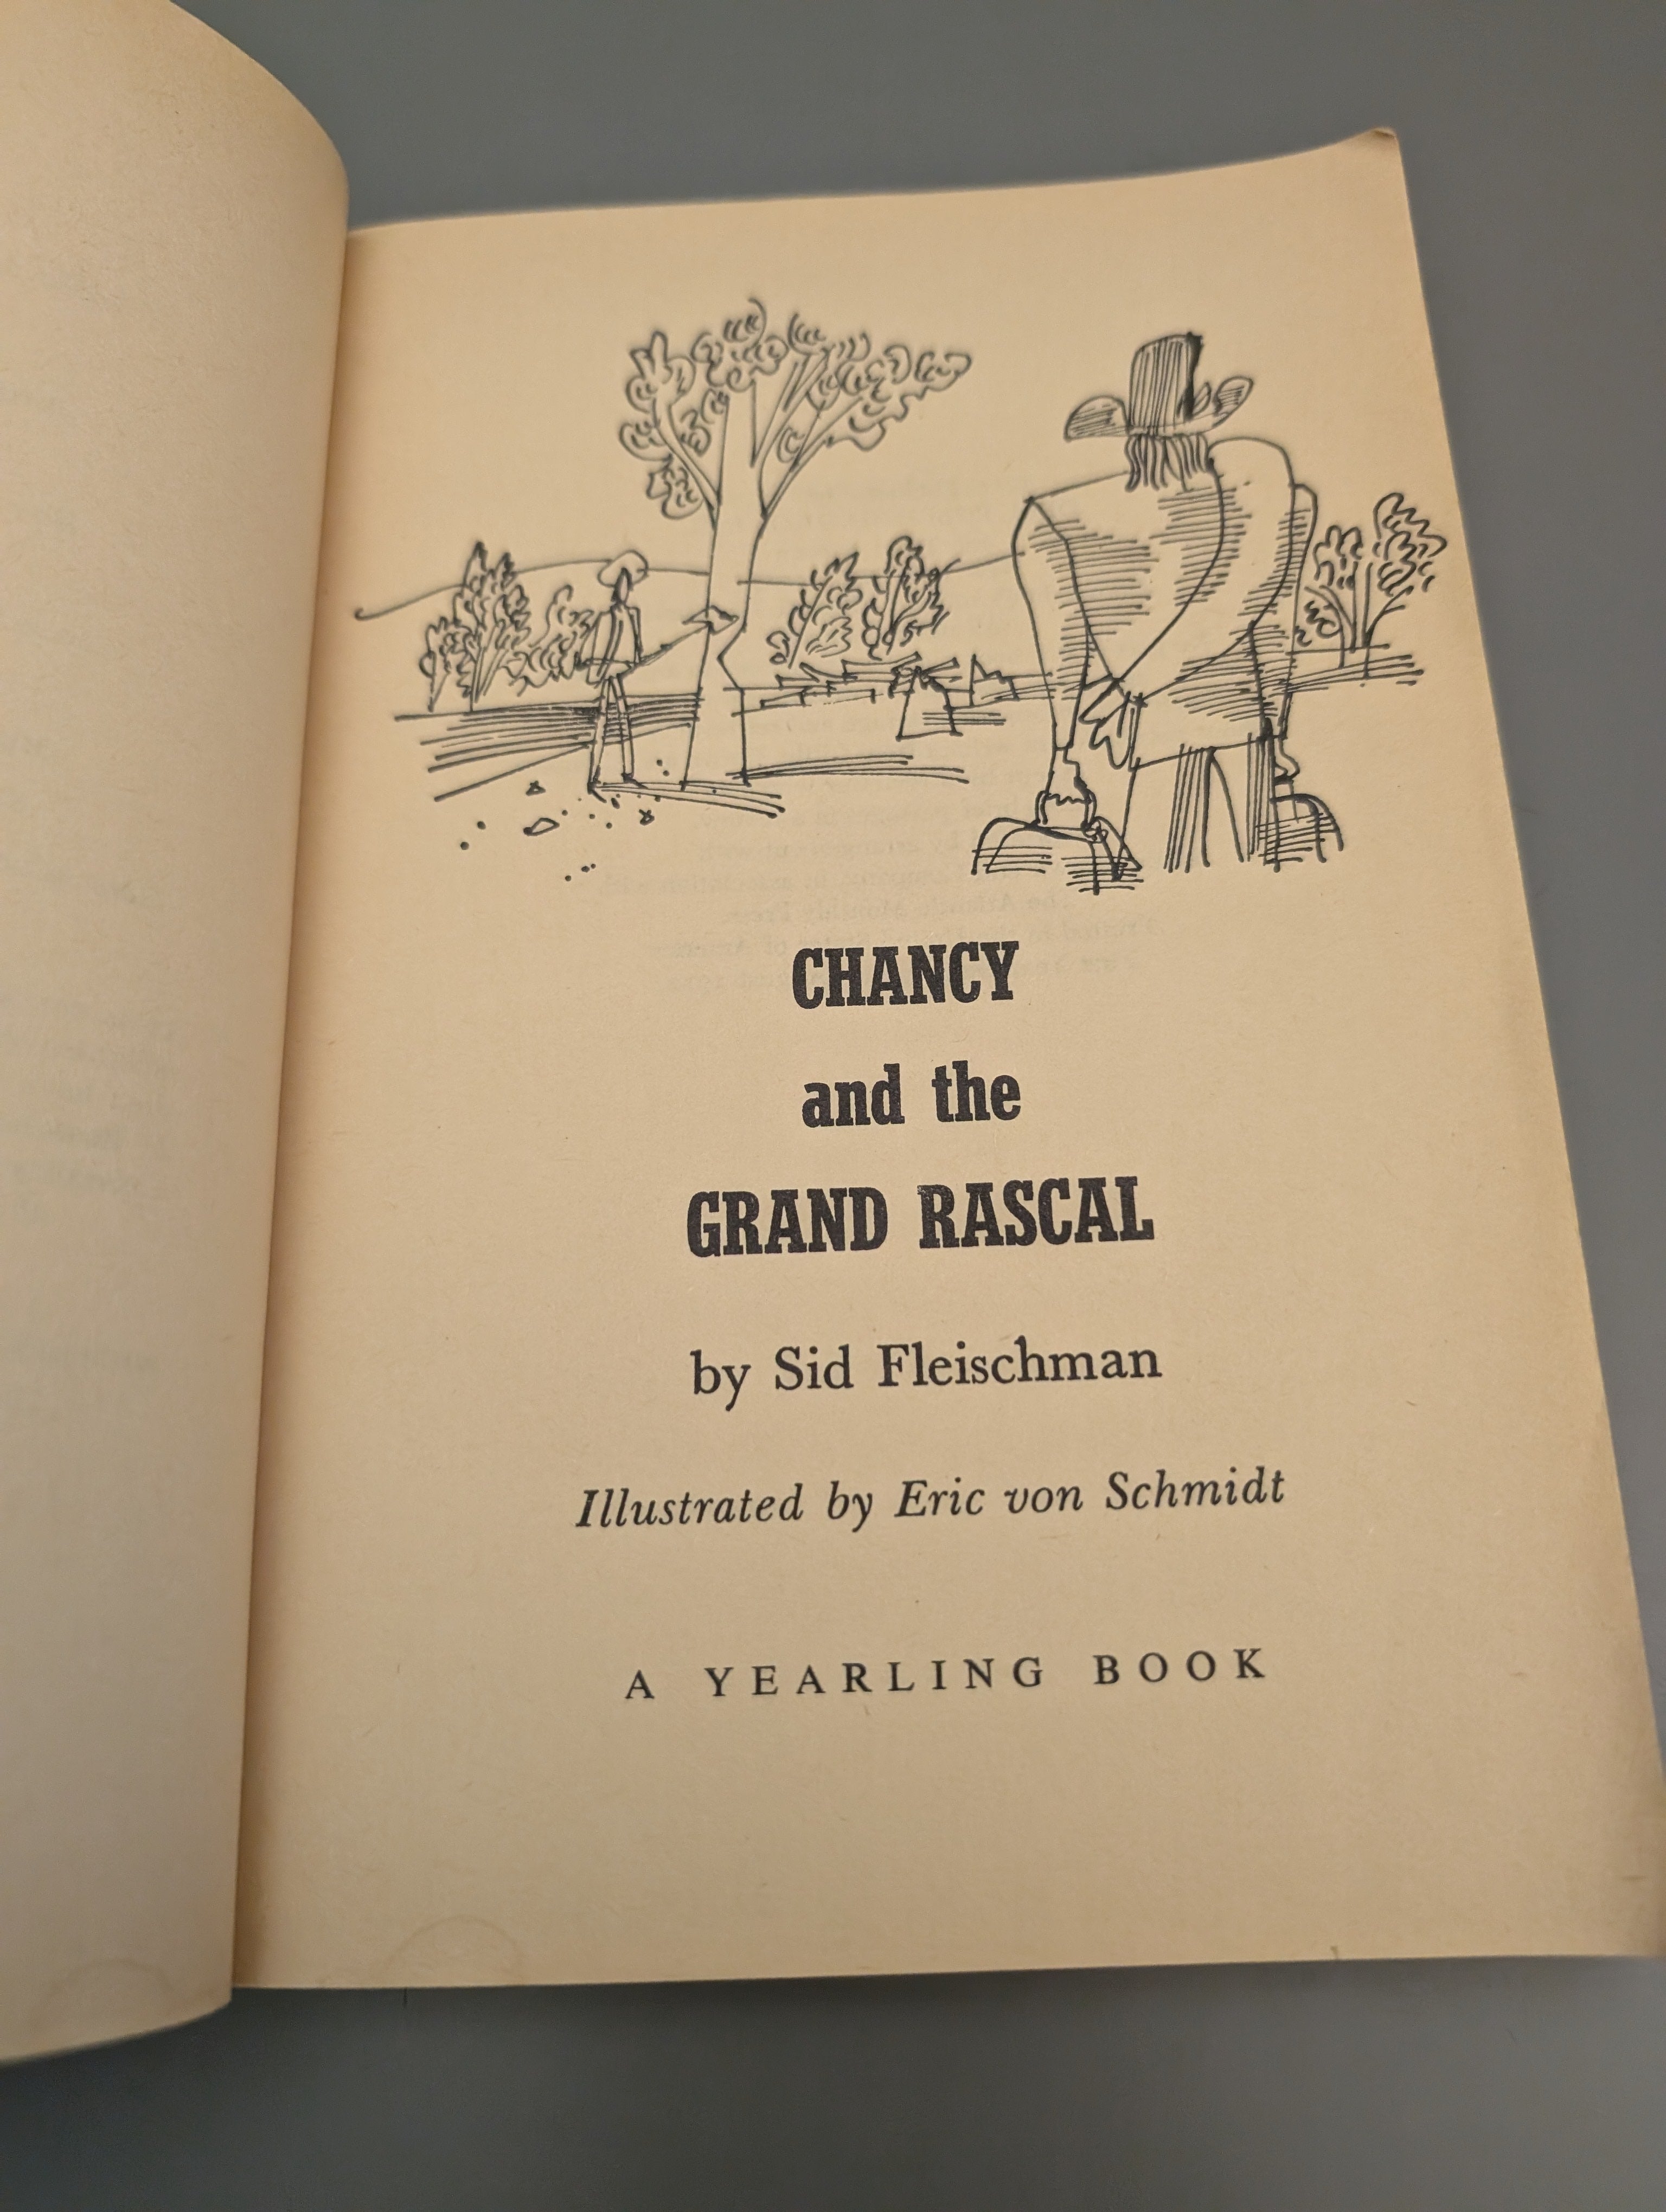 CHANCY
and the
GRAND RASCAL
by Sid Fleischman
Illustrated by Eric von Schmidt
A YEARLING BOOK